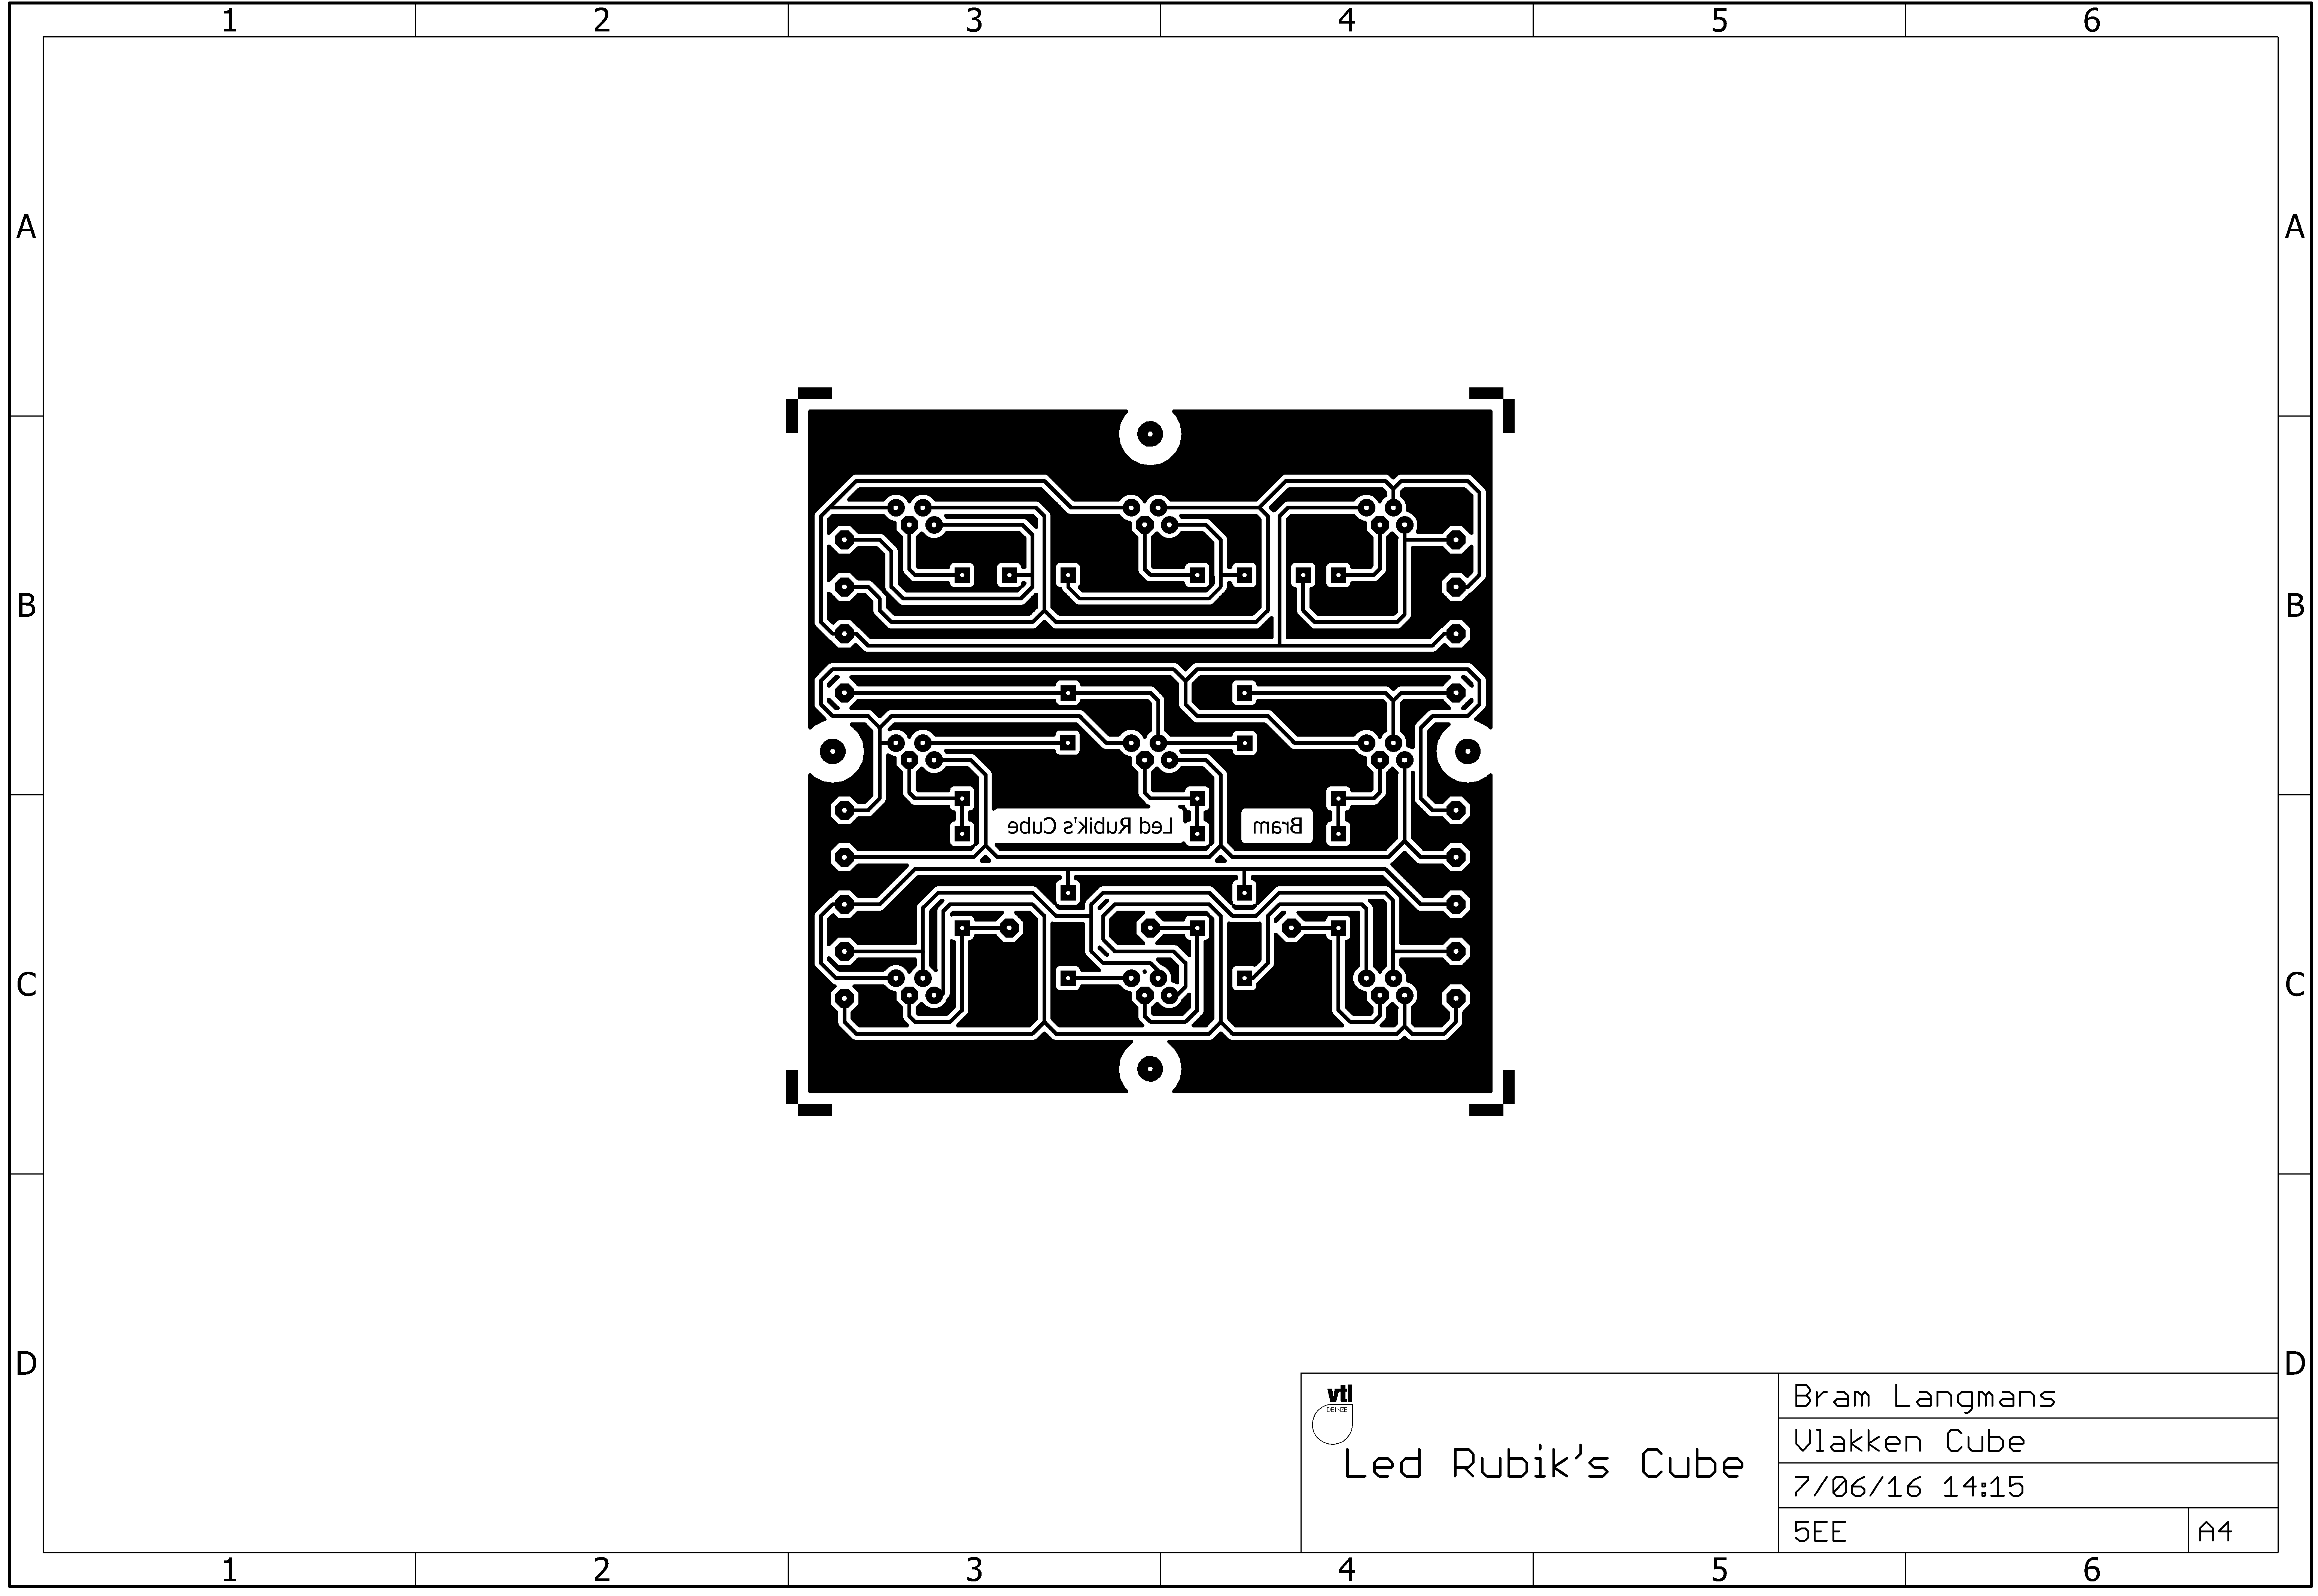 1 2 3 4 5 6
A A
B B
Led Rubik's Cube Bram
C C
D D
vti
DEINZE
Led Rubik's Cube
Bram Langmans
Vlakken Cube
7/06/16 14:15
5EE A4
1 2 3 4 5 6